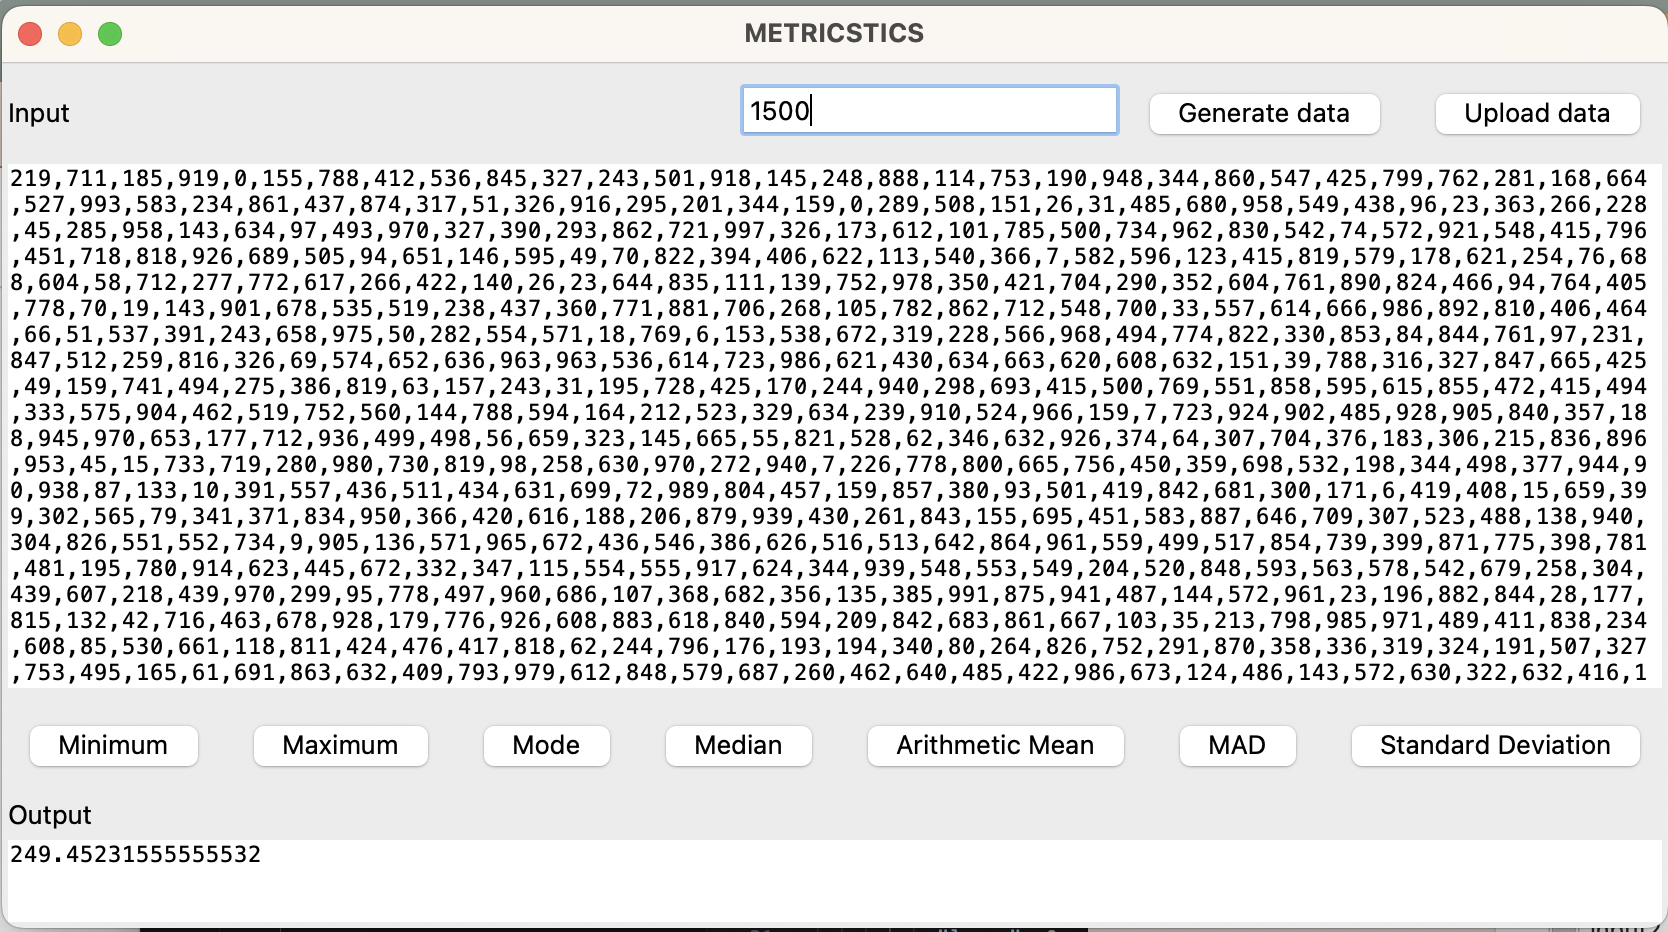 METRICSTICS
Input
1500
Generate data
Upload data
219,711,185,919,0,155,788,412,536,845,327,243,501,918,145,248,888,114,753,190,948,344,860,547,425,799,762,281,168,664
,527,993,583,234,861,437,874,317,51,326,916,295,201,344,159,0,289,508,151,26,31,485,680,958,549,438,96,23,363,266,228
,45,285,958,143,634,97,493,970,327,390,293,862,721,997,326,173,612,101,785,500,734,962,830,542,74,572,921,548,415,796
,451,718,818,926,689,505,94,651,146,595,49,70,822,394,406,622,113,540,366,7,582,596,123,415,819,579,178,621,254,76,68
8,604,58,712,277,772,617,266,422,140,26,23,644,835,111,139,752,978,350,421,704,290,352,604,761,890,824,466,94,764,405
,778,70,19,143,901,678,535,519,238,437,360,771,881,706,268,105,782,862,712,548,700,33,557,614,666,986,892,810,406,464
,66,51,537,391,243,658,975,50,282,554,571,18,769,6,153,538,672,319,228,566,968,494,774,822,330,853,84,844,761,97,231,
847,512,259,816,326,69,574,652,636,963,963,536,614,723,986,621,430,634,663,620,608,632,151,39,788,316,327,847,665,425
,49,159,741,494,275,386,819,63,157,243,31,195,728,425,170,244,940,298,693,415,500,769,551,858,595,615,855,472,415,494
,333,575,904,462,519,752,560,144,788,594,164,212,523,329,634,239,910,524,966,159,7,723,924,902,485,928,905,840,357,18
8,945,970,653,177,712,936,499,498,56,659,323,145,665,55,821,528,62,346,632,926,374,64,307,704,376,183,306,215,836,896
,953,45,15,733,719,280,980,730,819,98,258,630,970,272,940,7,226,778,800,665,756,450,359,698,532,198,344,498,377,944,9
0,938,87,133,10,391,557,436,511,434,631,699,72,989,804,457,159,857,380,93,501,419,842,681,300,171,6,419,408,15,659,39
9,302,565,79,341,371,834,950,366,420,616,188,206,879,939,430,261,843,155,695,451,583,887,646,709,307,523,488,138,940,
304,826,551,552,734,9,905,136,571,965,672,436,546,386,626,516,513,642,864,961,559,499,517,854,739,399,871,775,398,781
,481,195,780,914,623,445,672,332,347,115,554,555,917,624,344,939,548,553,549,204,520,848,593,563,578,542,679,258,304,
439,607,218,439,970,299,95,778,497,960,686,107,368,682,356,135,385,991,875,941,487,144,572,961,23,196,882,844,28,177,
815,132,42,716,463,678,928,179,776,926,608,883,618,840,594,209,842,683,861,667,103,35,213,798,985,971,489,411,838,234
,608,85,530,661,118,811,424,476,417,818,62,244,796,176,193,194,340,80,264,826,752,291,870,358,336,319,324,191,507,327
,753,495,165,61,691,863,632,409,793,979,612,848,579,687,260,462,640,485,422,986,673,124,486,143,572,630,322,632,416,1
Minimum
Maximum
Mode
Median
Arithmetic Mean
MAD
Standard Deviation
Output
249.45231555555532